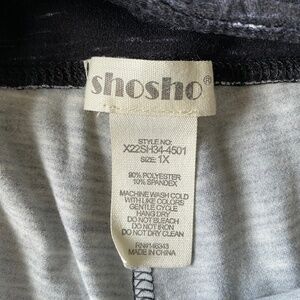 shosho®
STYLE NO:
X22SH34-4501
SIZE: 1X
90% POLYESTER
10% SPANDEX
MACHINE WASH COLD
WITH LIKE COLORS
GENTLE CYCLE
HANG DRY
DO NOT BLEACH
DO NOT IRON
DO NOT DRY CLEAN
RN#146343
MADE IN CHINA